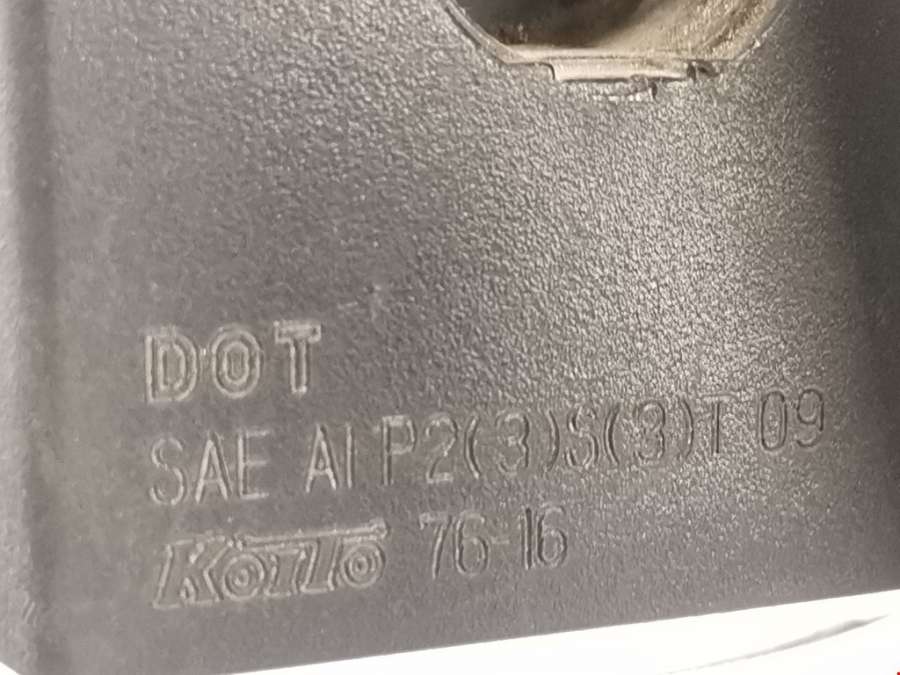 DOT
SAE AI P2(3)S(3)T 09
Koito 76-16